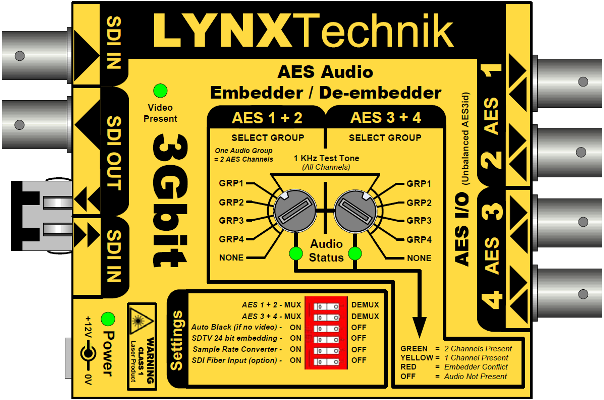 LYNXTechnik
SDI IN
AES Audio
Embedder / De-embedder
Video
Present
AES 1 + 2
AES 3 + 4
SELECT GROUP
SELECT GROUP
One Audio Group
= 2 AES Channels
1 KHz Test Tone
(All Channels)
GRP1
GRP2
GRP3
GRP4
NONE
GRP1
GRP2
GRP3
GRP4
NONE
Audio
Status
3Gbit
SDI OUT
SDI IN
AES I/O (Unbalanced AES3id)
1
AES
2
3
AES
4
Settings
AES 1 + 2 - MUX DEMUX
AES 3 + 4 - MUX DEMUX
Auto Black (if no video) - ON OFF
SDTV 24 bit embedding - ON OFF
Sample Rate Converter - ON OFF
SDI Fiber Input (option) - ON OFF
GREEN = 2 Channels Present
YELLOW = 1 Channel Present
RED = Embedder Conflict
OFF = Audio Not Present
+12V
0V
Power
WARNING
CLASS 1
Laser Product